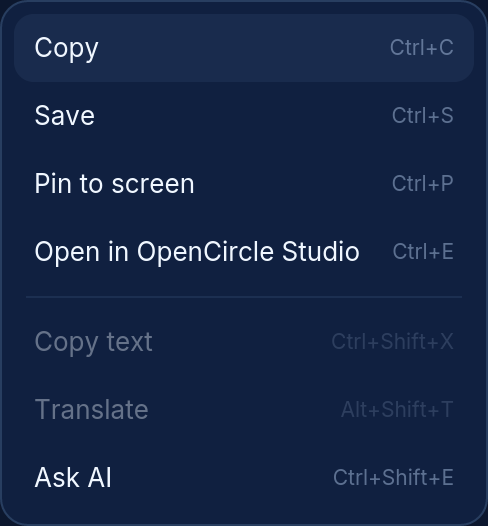 Copy Ctrl+C
Save Ctrl+S
Pin to screen Ctrl+P
Open in OpenCircle Studio Ctrl+E
Copy text Ctrl+Shift+X
Translate Alt+Shift+T
Ask AI Ctrl+Shift+E